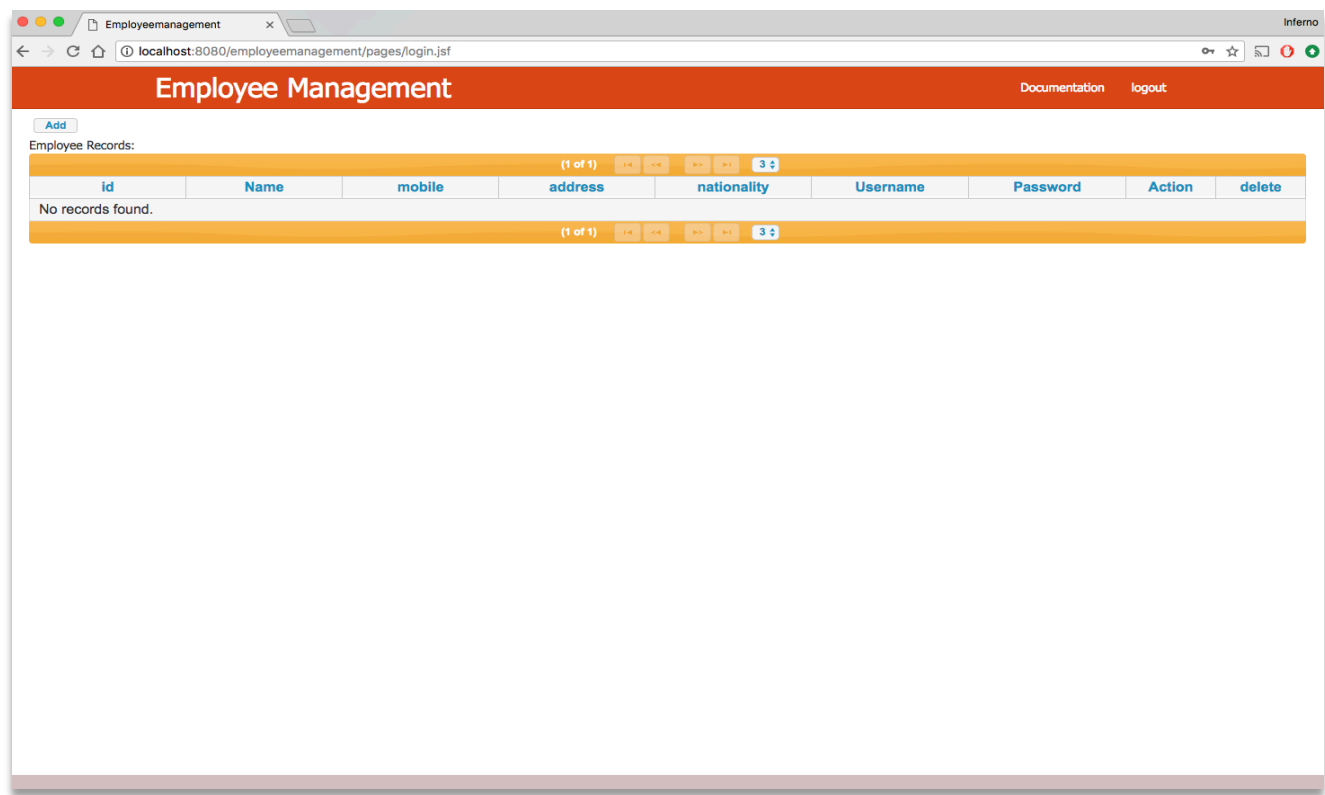 Employeemanagement
Inferno
localhost:8080/employeemanagement/pages/login.jsf
Employee Management
Documentation logout
Add
Employee Records:
(1 of 1) 3
id Name mobile address nationality Username Password Action delete
No records found.
(1 of 1) 3